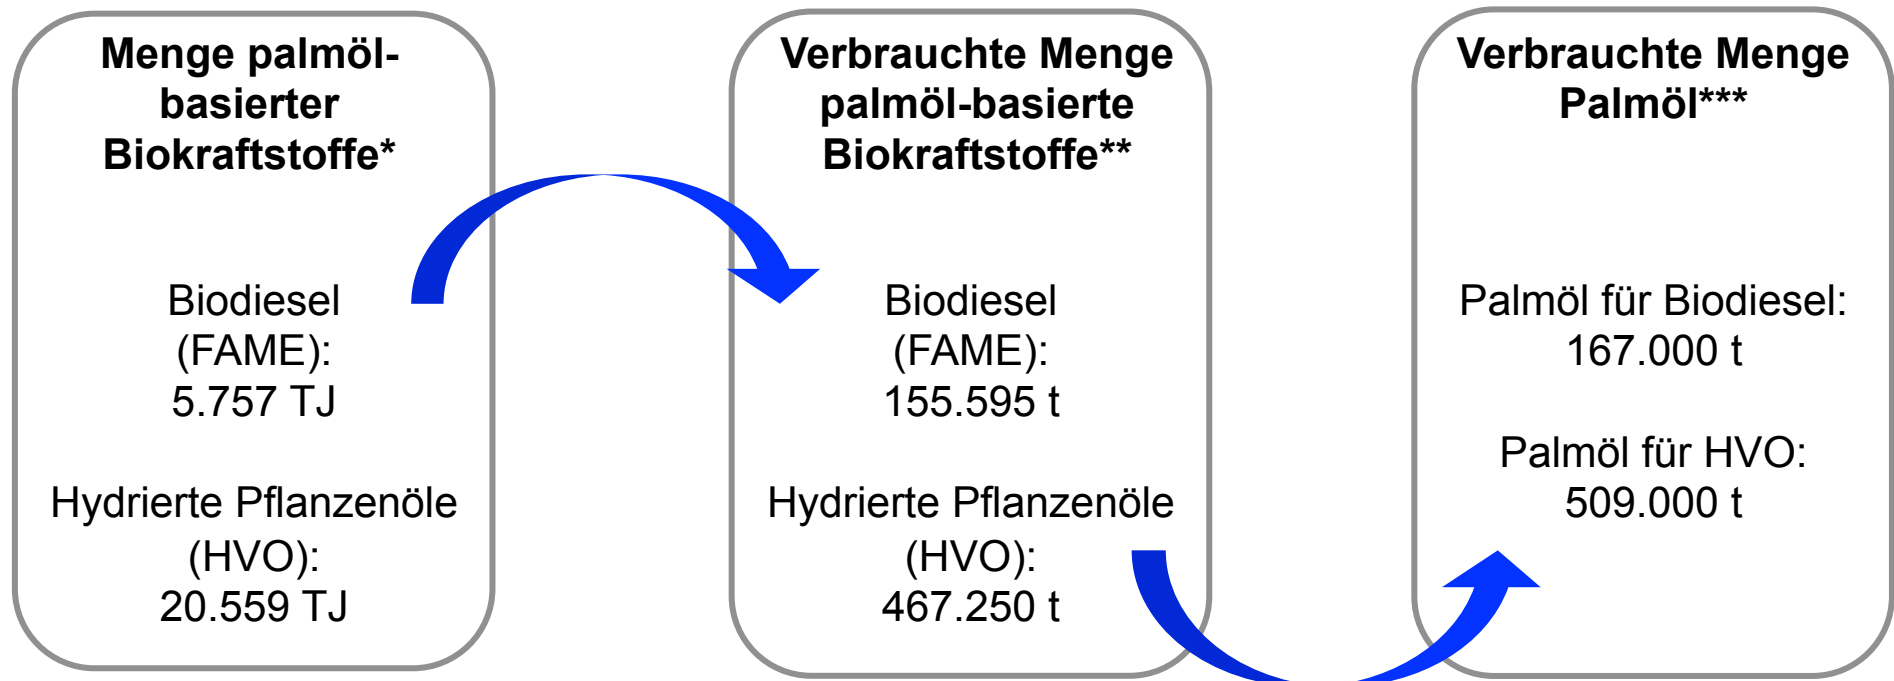 Menge palmöl-
basierter
Biokraftstoffe*
Biodiesel
(FAME):
5.757 TJ
Hydrierte Pflanzenöle
(HVO):
20.559 TJ
Verbrauchte Menge
palmöl-basierte
Biokraftstoffe**
Biodiesel
(FAME):
155.595 t
Hydrierte Pflanzenöle
(HVO):
467.250 t
Verbrauchte Menge
Palmöl***
Palmöl für Biodiesel:
167.000 t
Palmöl für HVO:
509.000 t